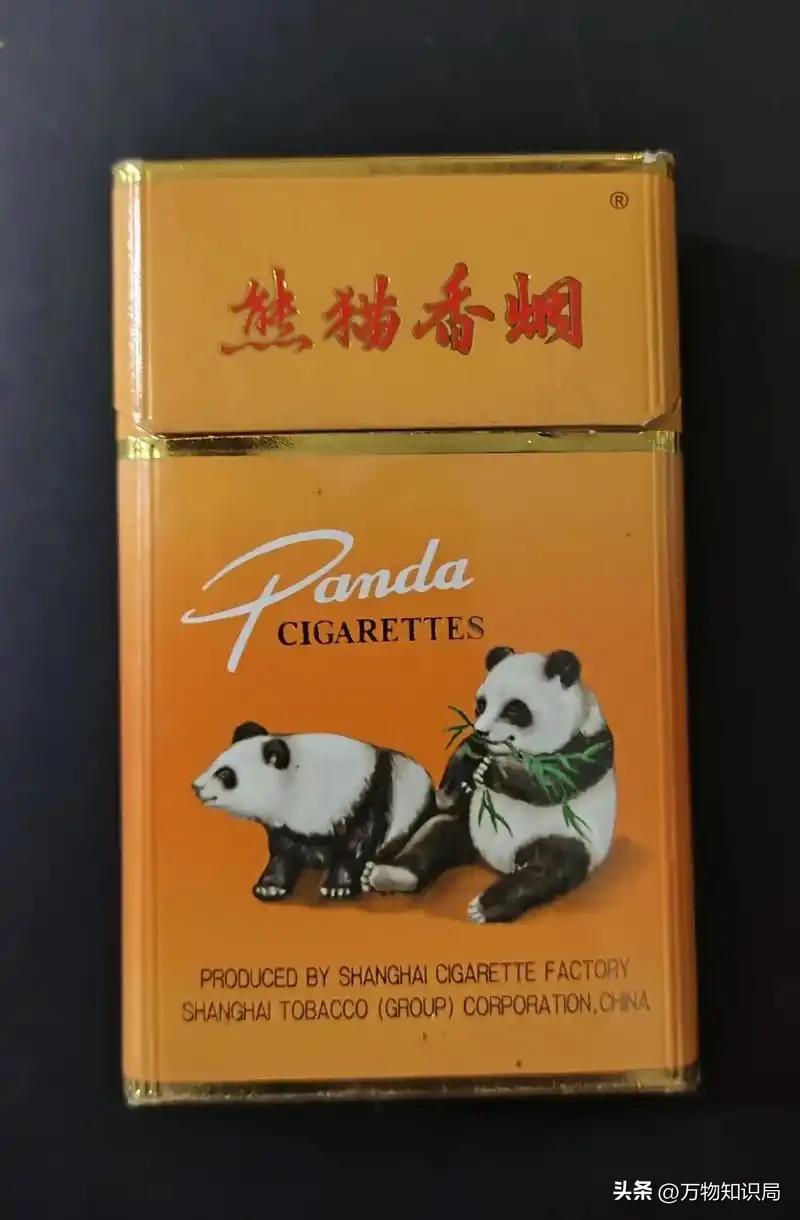 ®
熊猫香烟
Panda
CIGARETTES
PRODUCED BY SHANGHAI CIGARETTE FACTORY
SHANGHAI TOBACCO (GROUP) CORPORATION,CHINA
头条 @万物知识局